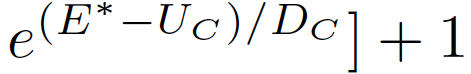 e^{(E^*-U_C)/D_C}] + 1